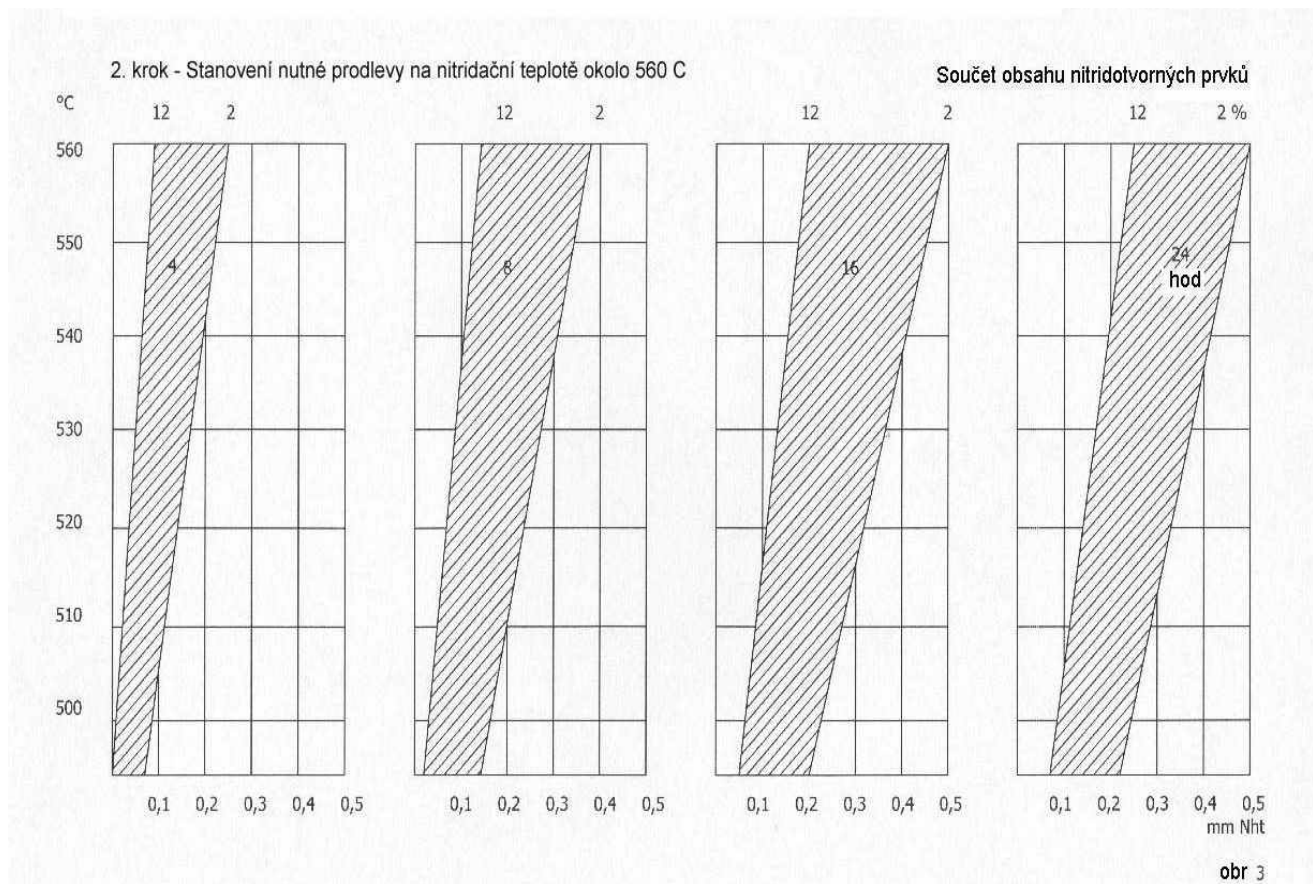 2. krok - Stanovení nutné prodlevy na nitridační teplotě okolo 560 C
Součet obsahu nitridotvorných prvků
°C 12 2 12 2 12 2 12 2 %
560
550
4 8 16 24
hod
540
530
520
510
500
0,1 0,2 0,3 0,4 0,5 0,1 0,2 0,3 0,4 0,5 0,1 0,2 0,3 0,4 0,5 0,1 0,2 0,3 0,4 0,5
mm Nht
obr 3